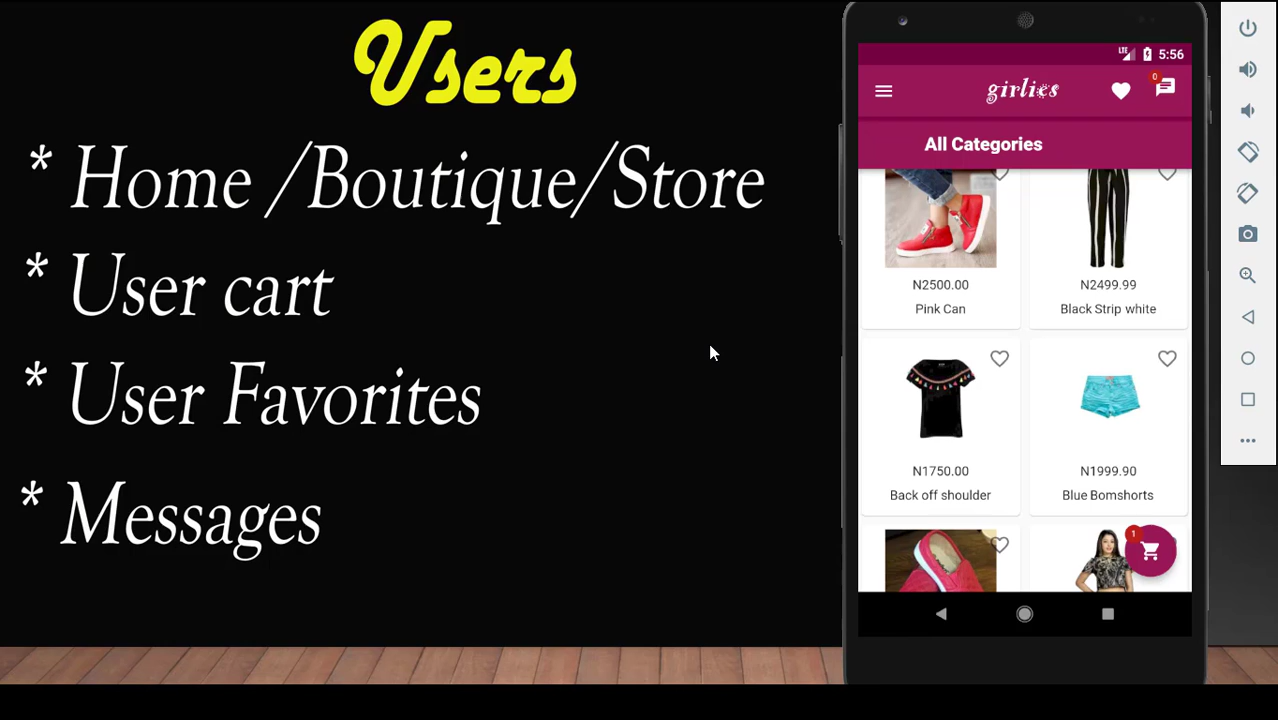 Users
* Home /Boutique/Store
* User cart
* User Favorites
* Messages
LTE 5:56
girlies
0
All Categories
N2500.00
Pink Can
N2499.99
Black Strip white
N1750.00
Back off shoulder
N1999.90
Blue Bomshorts
1